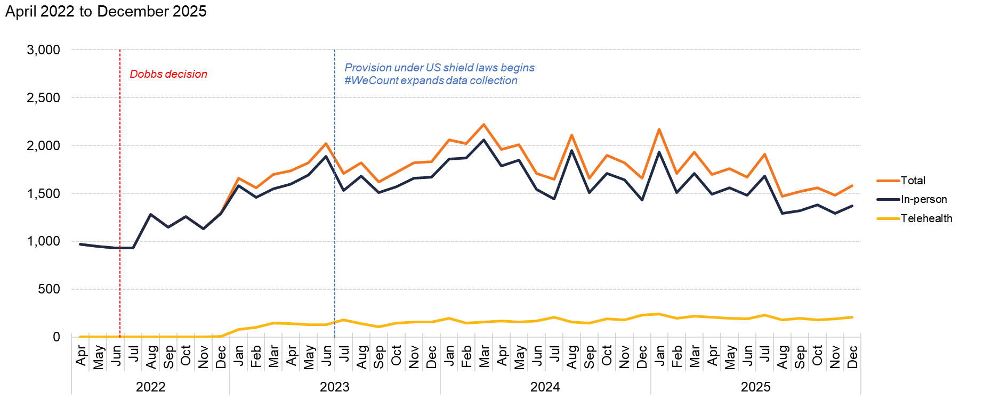 April 2022 to December 2025
3,000
2,500
2,000
1,500
1,000
500
0
Dobbs decision
Provision under US shield laws begins
#WeCount expands data collection
Total
In-person
Telehealth
Apr May Jun Jul Aug Sep Oct Nov Dec Jan Feb Mar Apr May Jun Jul Aug Sep Oct Nov Dec Jan Feb Mar Apr May Jun Jul Aug Sep Oct Nov Dec Jan Feb Mar Apr May Jun Jul Aug Sep Oct Nov Dec
2022 2023 2024 2025